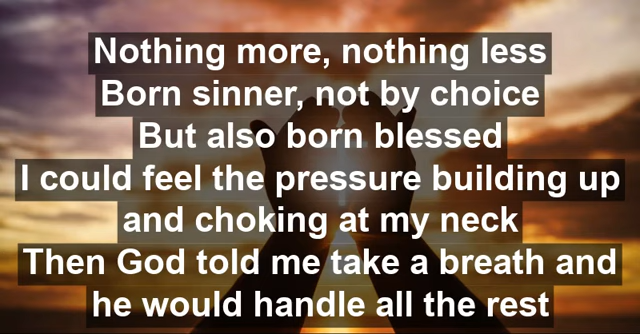 Nothing more, nothing less
Born sinner, not by choice
But also born blessed
I could feel the pressure building up
and choking at my neck
Then God told me take a breath and
he would handle all the rest